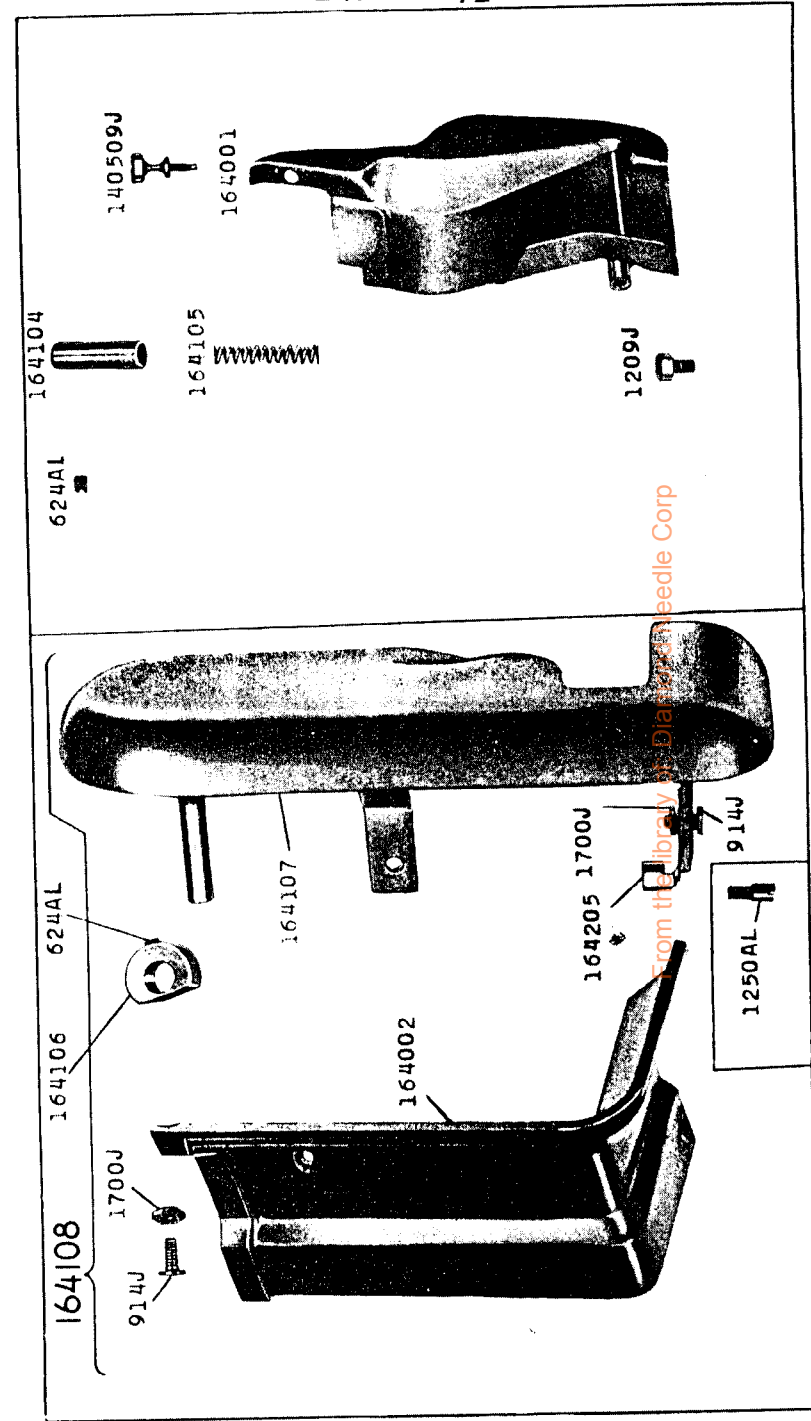 164108
914J
1700J
164106
624AL
164002
164107
164205
1700J
914J
1250AL
624AL
164104
164105
140509J
164001
1209J
From the library of: Diamond Needle Corp